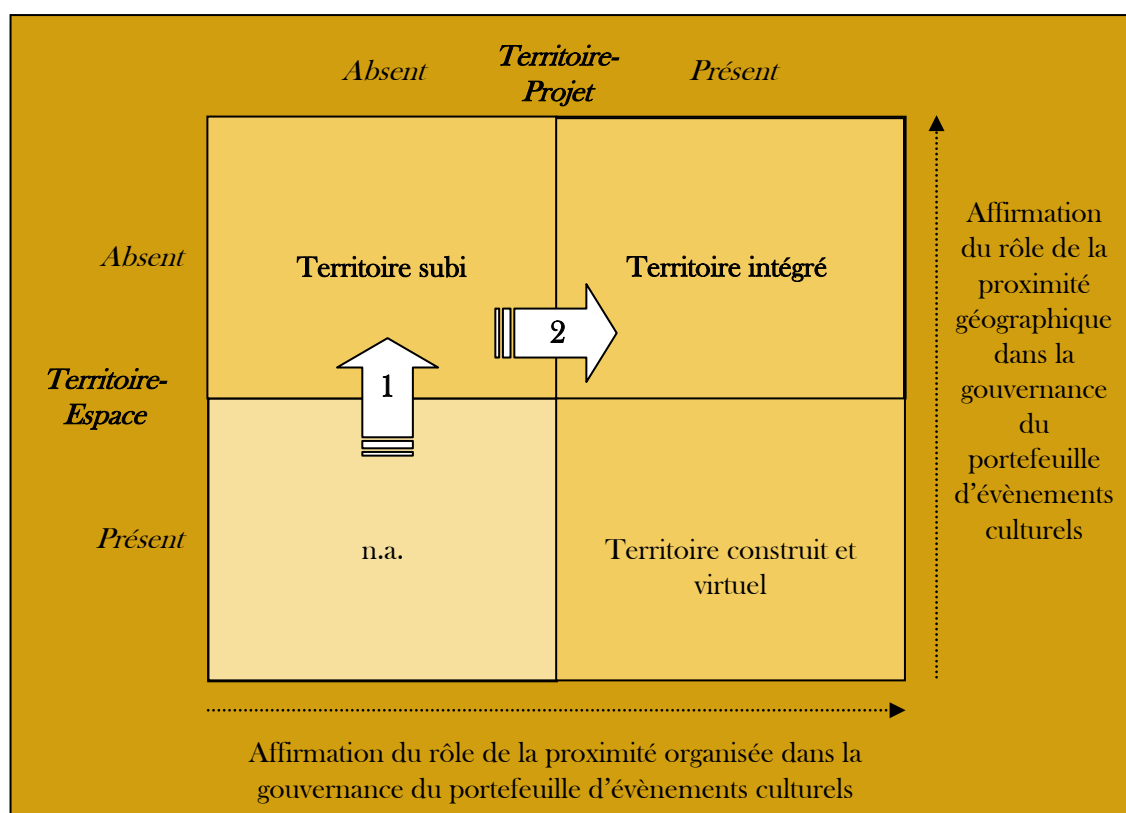 Absent
Territoire-
Projet
Présent
Absent
Territoire subi
Territoire intégré
2
1
Territoire-
Espace
Présent
n.a.
Territoire construit et
virtuel
Affirmation
du rôle de la
proximité
géographique
dans la
gouvernance
du
portefeuille
d’évènements
culturels
Affirmation du rôle de la proximité organisée dans la
gouvernance du portefeuille d’évènements culturels